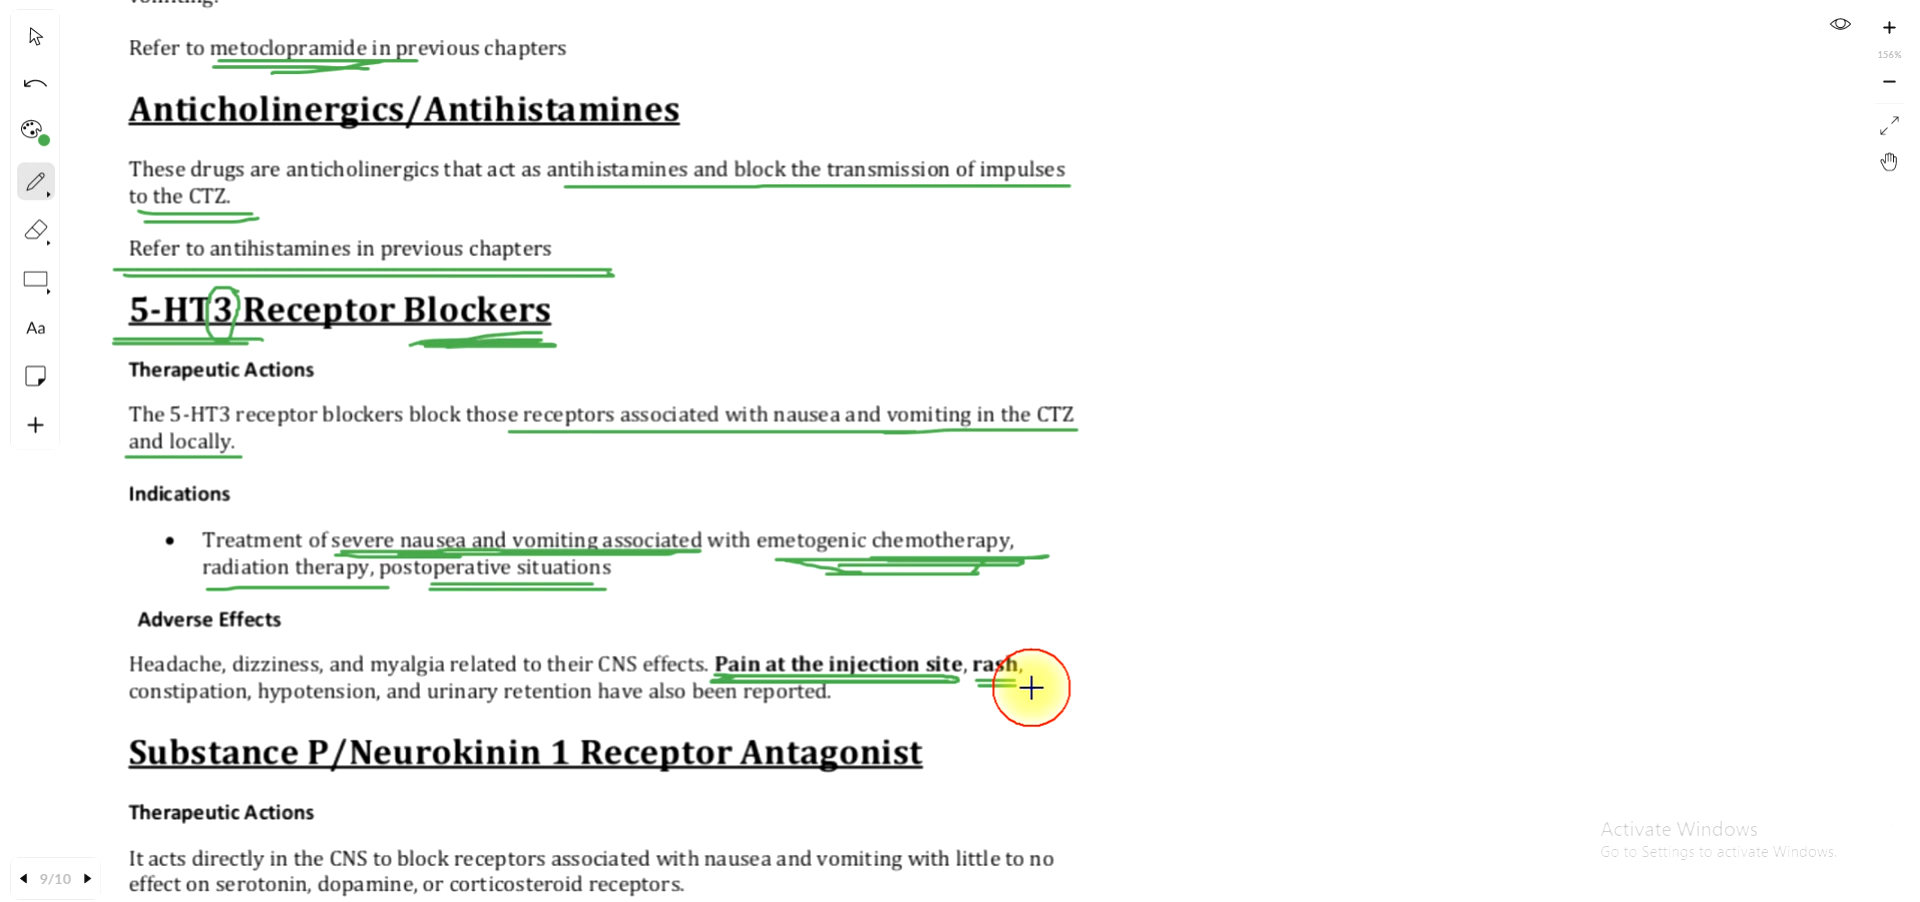 Refer to metoclopramide in previous chapters
Anticholinergics/Antihistamines
These drugs are anticholinergics that act as antihistamines and block the transmission of impulses
to the CTZ.
Refer to antihistamines in previous chapters
5-HT3 Receptor Blockers
Therapeutic Actions
The 5-HT3 receptor blockers block those receptors associated with nausea and vomiting in the CTZ
and locally.
Indications
• Treatment of severe nausea and vomiting associated with emetogenic chemotherapy,
radiation therapy, postoperative situations
Adverse Effects
Headache, dizziness, and myalgia related to their CNS effects. Pain at the injection site, rash,
constipation, hypotension, and urinary retention have also been reported.
Substance P/Neurokinin 1 Receptor Antagonist
Therapeutic Actions
It acts directly in the CNS to block receptors associated with nausea and vomiting with little to no
effect on serotonin, dopamine, or corticosteroid receptors.
Aa
9/10
156%
Activate Windows
Go to Settings to activate Windows.